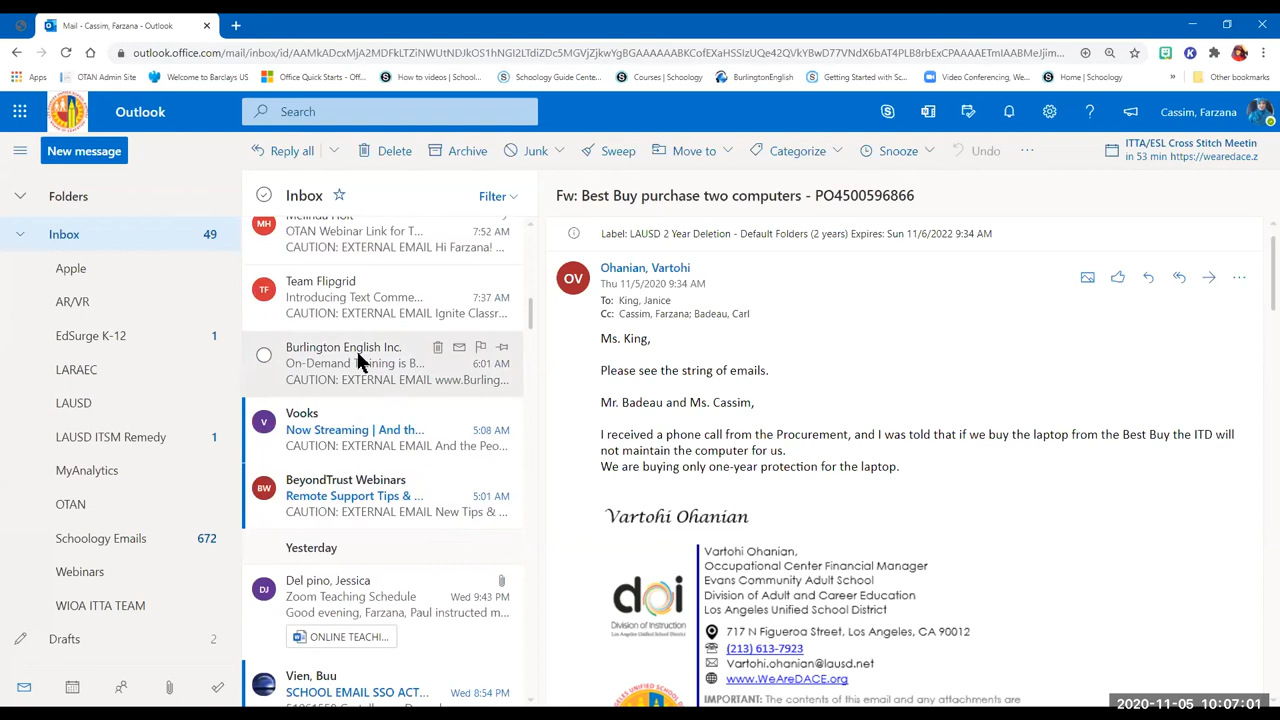 Mail - Cassim, Farzana - Outlook
outlook.office.com/mail/inbox/id/AAMkADcxMjA2MDFkLTZiNWUtNDJkOS1hNGI2LTdiZDc5MGVjZjkwYgBGAAAAAABKCofEXaHSSIzUQe42QVkYBwD77VNdX6bAT4PLB8rbExCPAAAAETmIAABMeJjim...
Apps
OTAN Admin Site
Welcome to Barclays US
Office Quick Starts - Off...
How to videos | School...
Schoology Guide Cente...
Courses | Schoology
BurlingtonEnglish
Getting Started with Sc...
Video Conferencing, We...
Home | Schoology
»
Other bookmarks
Outlook
Search
Cassim, Farzana
New message
Reply all
Delete
Archive
Junk
Sweep
Move to
Categorize
Snooze
Undo
ITTA/ESL Cross Stitch Meetin
in 53 min https://wearedace.z
Folders
Inbox 49
Apple
AR/VR
EdSurge K-12 1
LARAEC
LAUSD
LAUSD ITSM Remedy 1
MyAnalytics
OTAN
Schoology Emails 672
Webinars
WIOA ITTA TEAM
Drafts 2
Inbox
Filter
MH
Melinda Holt
OTAN Webinar Link for T... 7:52 AM
CAUTION: EXTERNAL EMAIL Hi Farzana! ...
TF
Team Flipgrid
Introducing Text Comme... 7:37 AM
CAUTION: EXTERNAL EMAIL Ignite Classr...
Burlington English Inc.
On-Demand Training is B... 6:01 AM
CAUTION: EXTERNAL EMAIL www.Burling...
V
Vooks
Now Streaming | And th... 5:08 AM
CAUTION: EXTERNAL EMAIL And the Peo...
BW
BeyondTrust Webinars
Remote Support Tips & ... 5:01 AM
CAUTION: EXTERNAL EMAIL New Tips & ...
Yesterday
DJ
Del pino, Jessica
Zoom Teaching Schedule Wed 9:43 PM
Good evening, Farzana, Paul instructed m...
ONLINE TEACHI...
Vien, Buu
SCHOOL EMAIL SSO ACT... Wed 8:54 PM
Fw: Best Buy purchase two computers - PO4500596866
Label: LAUSD 2 Year Deletion - Default Folders (2 years) Expires: Sun 11/6/2022 9:34 AM
OV
Ohanian, Vartohi
Thu 11/5/2020 9:34 AM
To: King, Janice
Cc: Cassim, Farzana; Badeau, Carl
Ms. King,
Please see the string of emails.
Mr. Badeau and Ms. Cassim,
I received a phone call from the Procurement, and I was told that if we buy the laptop from the Best Buy the ITD will
not maintain the computer for us.
We are buying only one-year protection for the laptop.
Vartohi Ohanian
doi
Division of Instruction
Los Angeles Unified School District
Vartohi Ohanian,
Occupational Center Financial Manager
Evans Community Adult School
Division of Adult and Career Education
Los Angeles Unified School District
717 N Figueroa Street, Los Angeles, CA 90012
(213) 613-7923
Vartohi.ohanian@lausd.net
www.WeAreDACE.org
IMPORTANT: The contents of this email and any attachments are
2020-11-05 10:07:01